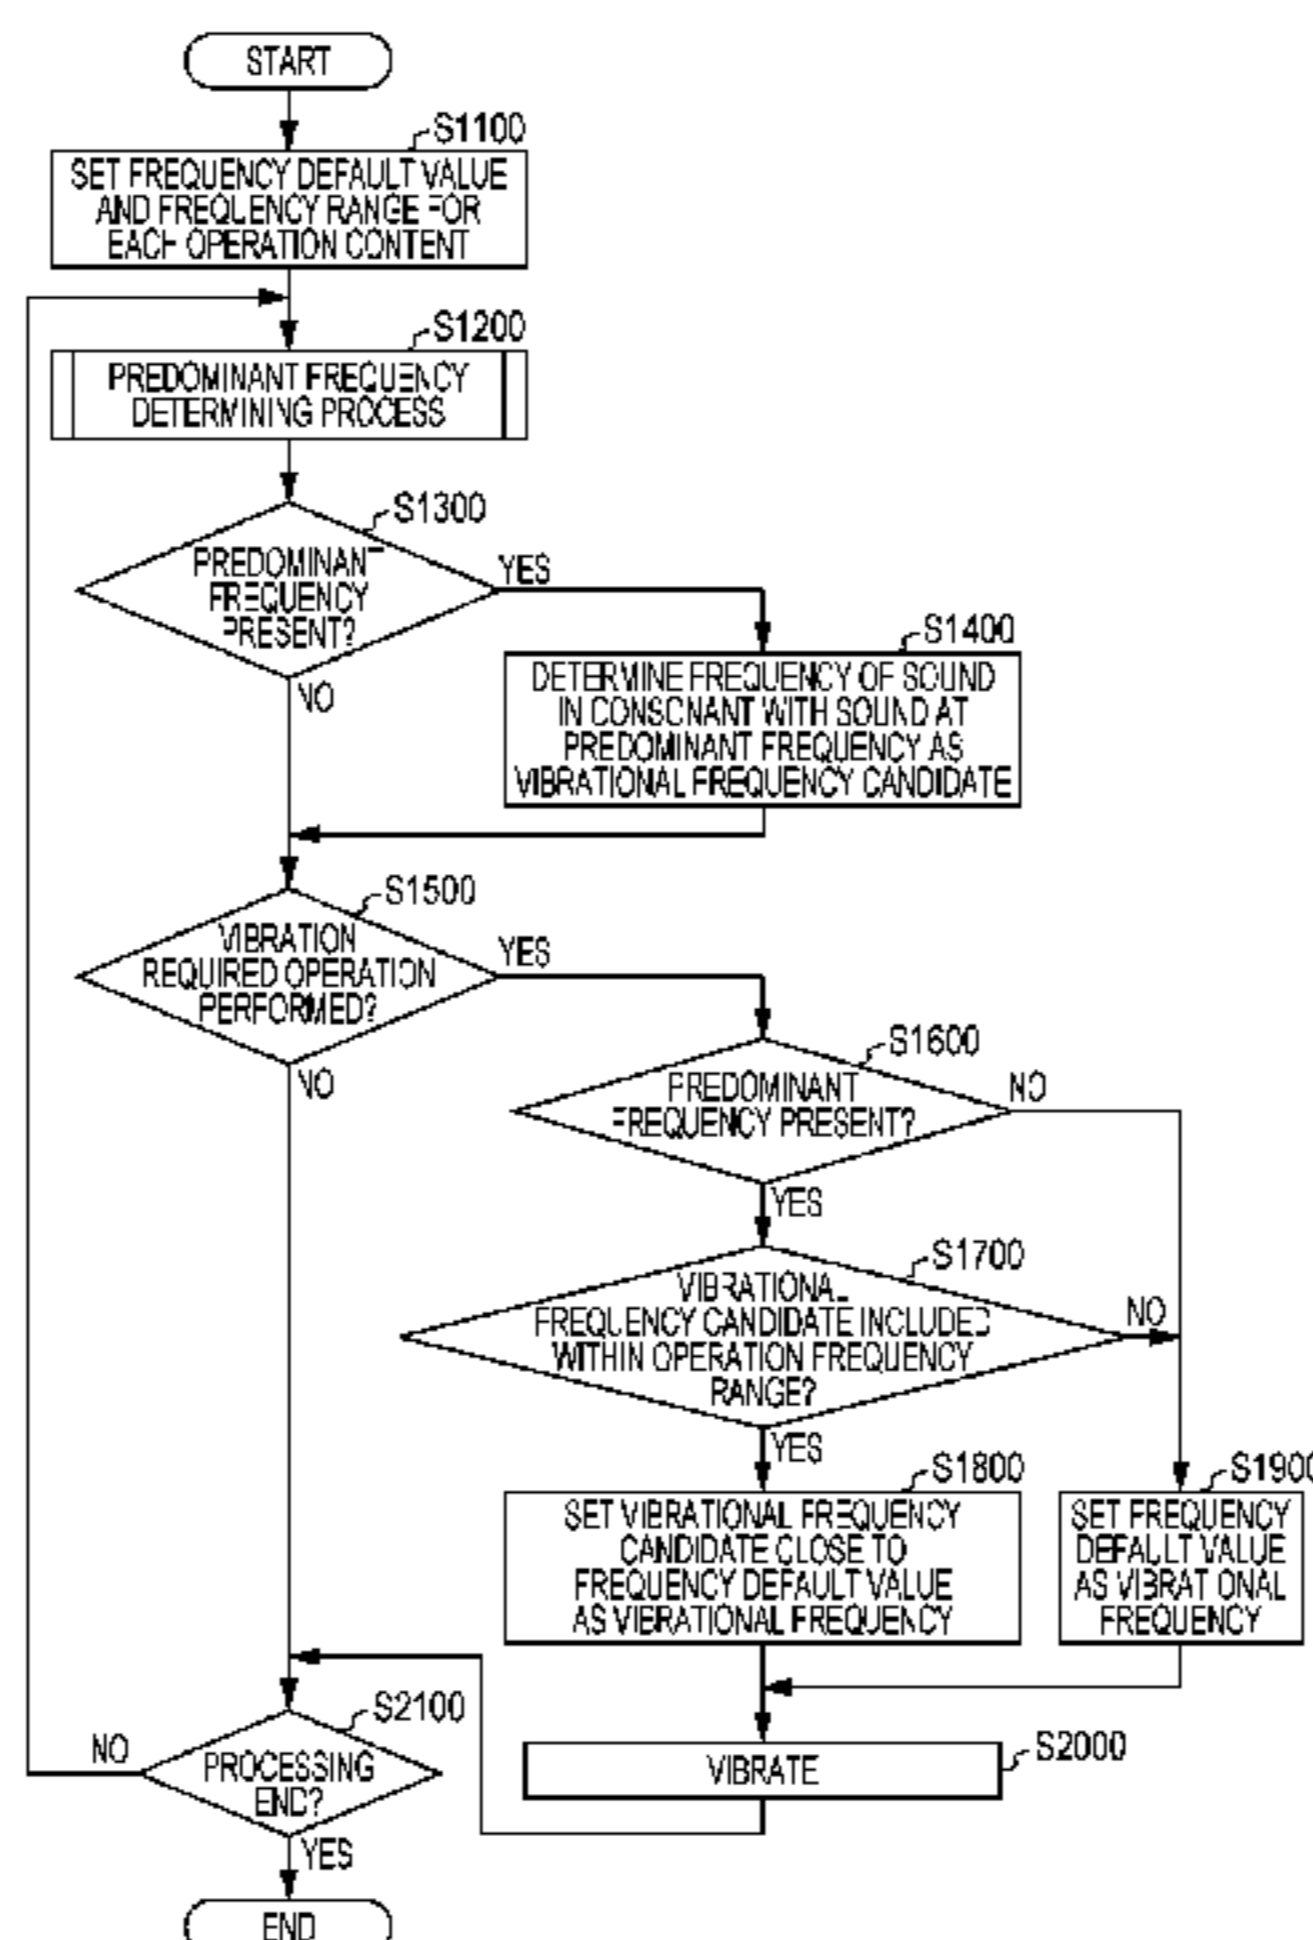 START
S1100
SET FREQUENCY DEFAULT VALUE
AND FREQUENCY RANGE FOR
EACH OPERATION CONTENT
S1200
PREDOMINANT FREQUENCY
DETERMINING PROCESS
S1300
PREDOMINANT
FREQUENCY
PRESENT?
YES
NO
S1400
DETERMINE FREQUENCY OF SOUND
IN CONSONANT WITH SOUND AT
PREDOMINANT FREQUENCY AS
VIBRATIONAL FREQUENCY CANDIDATE
S1500
VIBRATION
REQUIRED OPERATION
PERFORMED?
YES
NO
S1600
PREDOMINANT
FREQUENCY PRESENT?
NO
YES
S1700
VIBRATIONAL
FREQUENCY CANDIDATE INCLUDED
WITHIN OPERATION FREQUENCY
RANGE?
NO
YES
S1800
SET VIBRATIONAL FREQUENCY
CANDIDATE CLOSE TO
FREQUENCY DEFAULT VALUE
AS VIBRATIONAL FREQUENCY
S1900
SET FREQUENCY
DEFAULT VALUE
AS VIBRATIONAL
FREQUENCY
S2000
VIBRATE
S2100
PROCESSING
END?
NO
YES
END